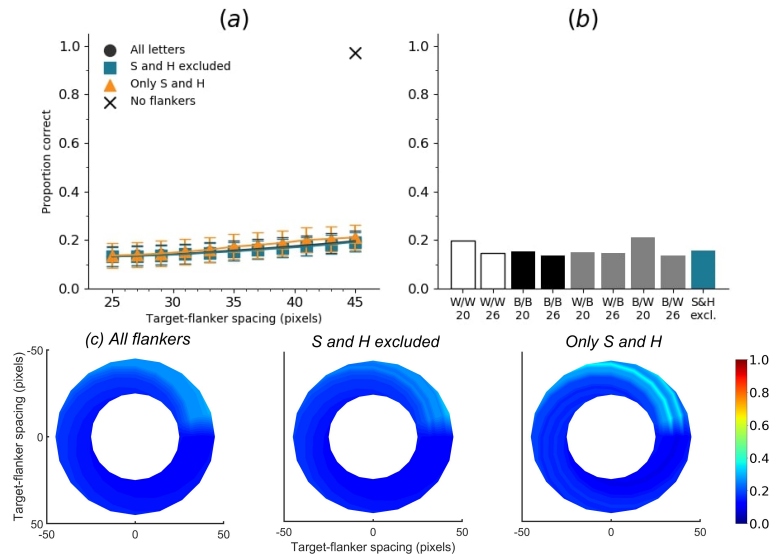 (a)
1.0
0.8
0.6
0.4
0.2
0.0
Proportion correct
All letters
S and H excluded
Only S and H
No flankers
25 30 35 40 45
Target-flanker spacing (pixels)
(b)
1.0
0.8
0.6
0.4
0.2
0.0
W/W W/W B/B B/B W/B W/B B/W B/W S&H
20 26 20 26 20 26 20 26 excl.
(c) All flankers
S and H excluded
Only S and H
-50
0
50
Target-flanker spacing (pixels)
-50 0 50
-50 0 50
-50 0 50
Target-flanker spacing (pixels)
1.0
0.8
0.6
0.4
0.2
0.0